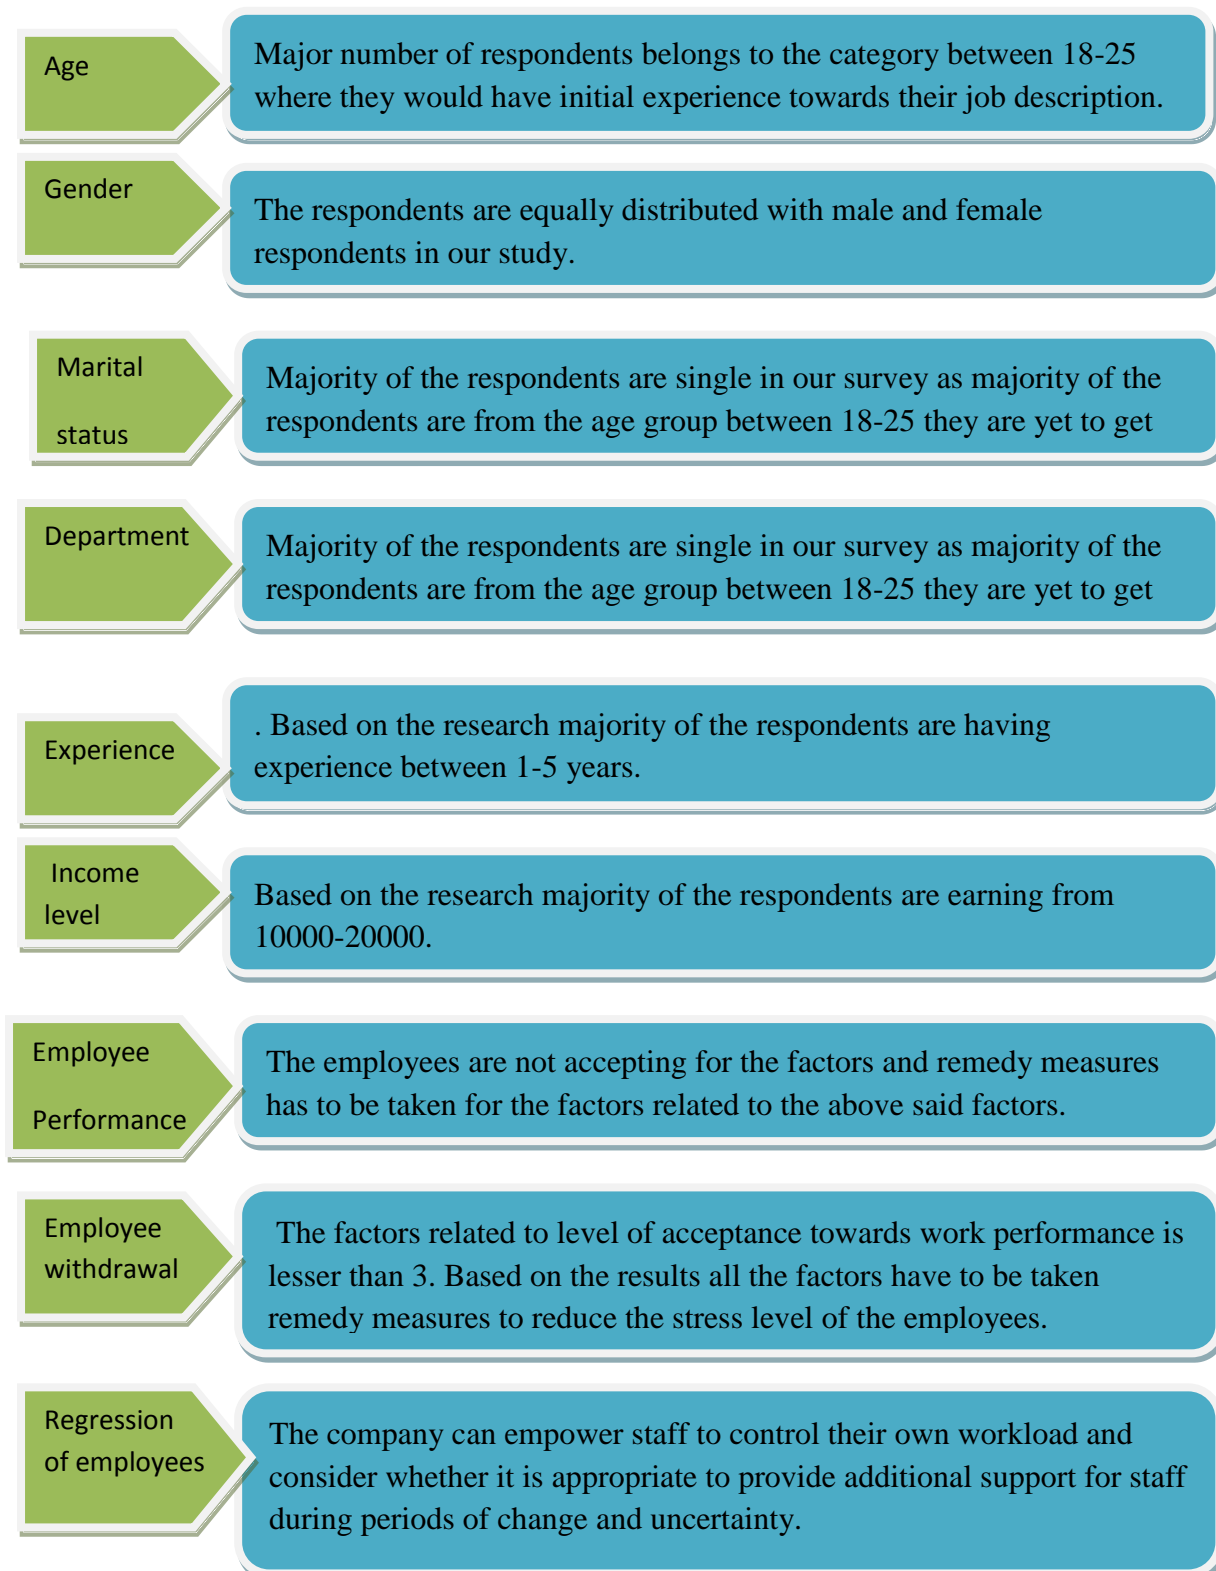 Age
Major number of respondents belongs to the category between 18-25
where they would have initial experience towards their job description.
Gender
The respondents are equally distributed with male and female
respondents in our study.
Marital
status
Majority of the respondents are single in our survey as majority of the
respondents are from the age group between 18-25 they are yet to get
Department
Majority of the respondents are single in our survey as majority of the
respondents are from the age group between 18-25 they are yet to get
Experience
. Based on the research majority of the respondents are having
experience between 1-5 years.
Income
level
Based on the research majority of the respondents are earning from
10000-20000.
Employee
Performance
The employees are not accepting for the factors and remedy measures
has to be taken for the factors related to the above said factors.
Employee
withdrawal
The factors related to level of acceptance towards work performance is
lesser than 3. Based on the results all the factors have to be taken
remedy measures to reduce the stress level of the employees.
Regression
of employees
The company can empower staff to control their own workload and
consider whether it is appropriate to provide additional support for staff
during periods of change and uncertainty.